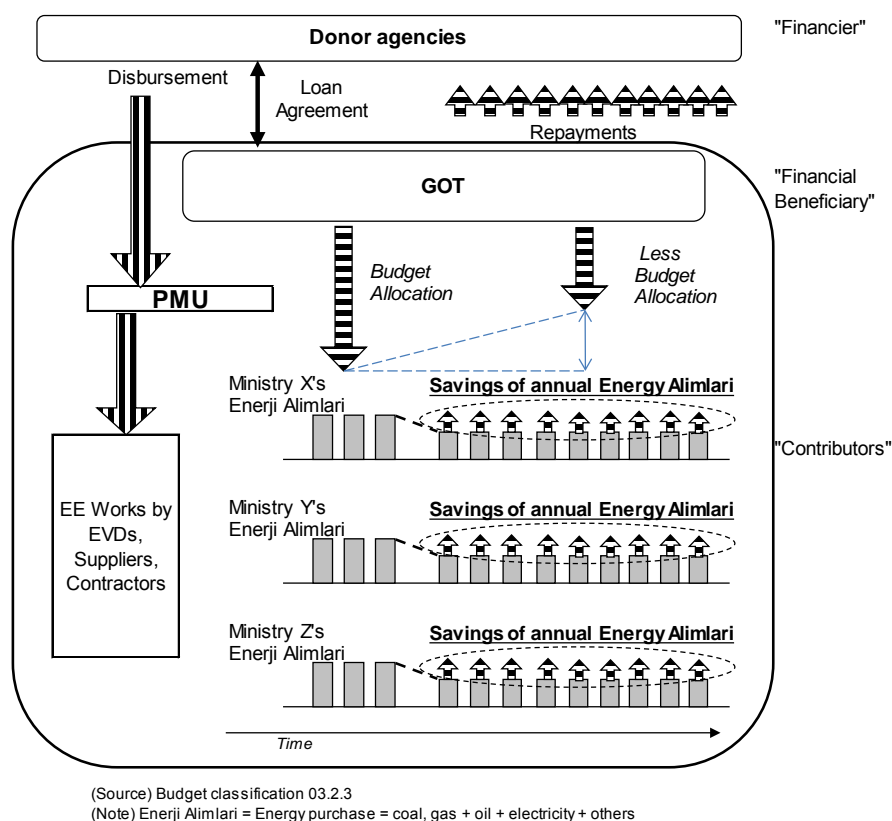 Donor agencies
"Financier"
Disbursement
Loan
Agreement
Repayments
GOT
"Financial
Beneficiary"
Budget
Allocation
Less
Budget
Allocation
PMU
Ministry X's
Enerji Alimlari
Savings of annual Energy Alimlari
"Contributors"
EE Works by
EVDs,
Suppliers,
Contractors
Ministry Y's
Enerji Alimlari
Savings of annual Energy Alimlari
Ministry Z's
Enerji Alimlari
Savings of annual Energy Alimlari
Time
(Source) Budget classification 03.2.3
(Note) Enerji Alimlari = Energy purchase = coal, gas + oil + electricity + others